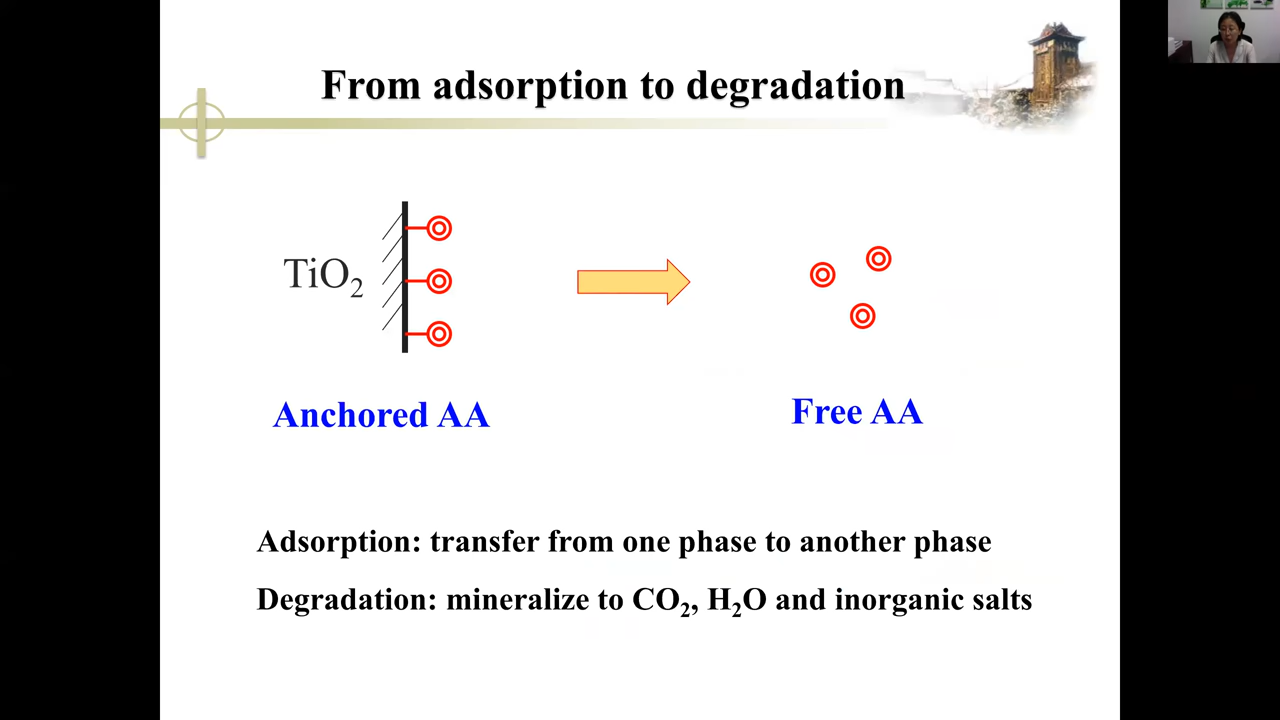 From adsorption to degradation
TiO₂
Anchored AA
Free AA
Adsorption: transfer from one phase to another phase
Degradation: mineralize to CO₂, H₂O and inorganic salts